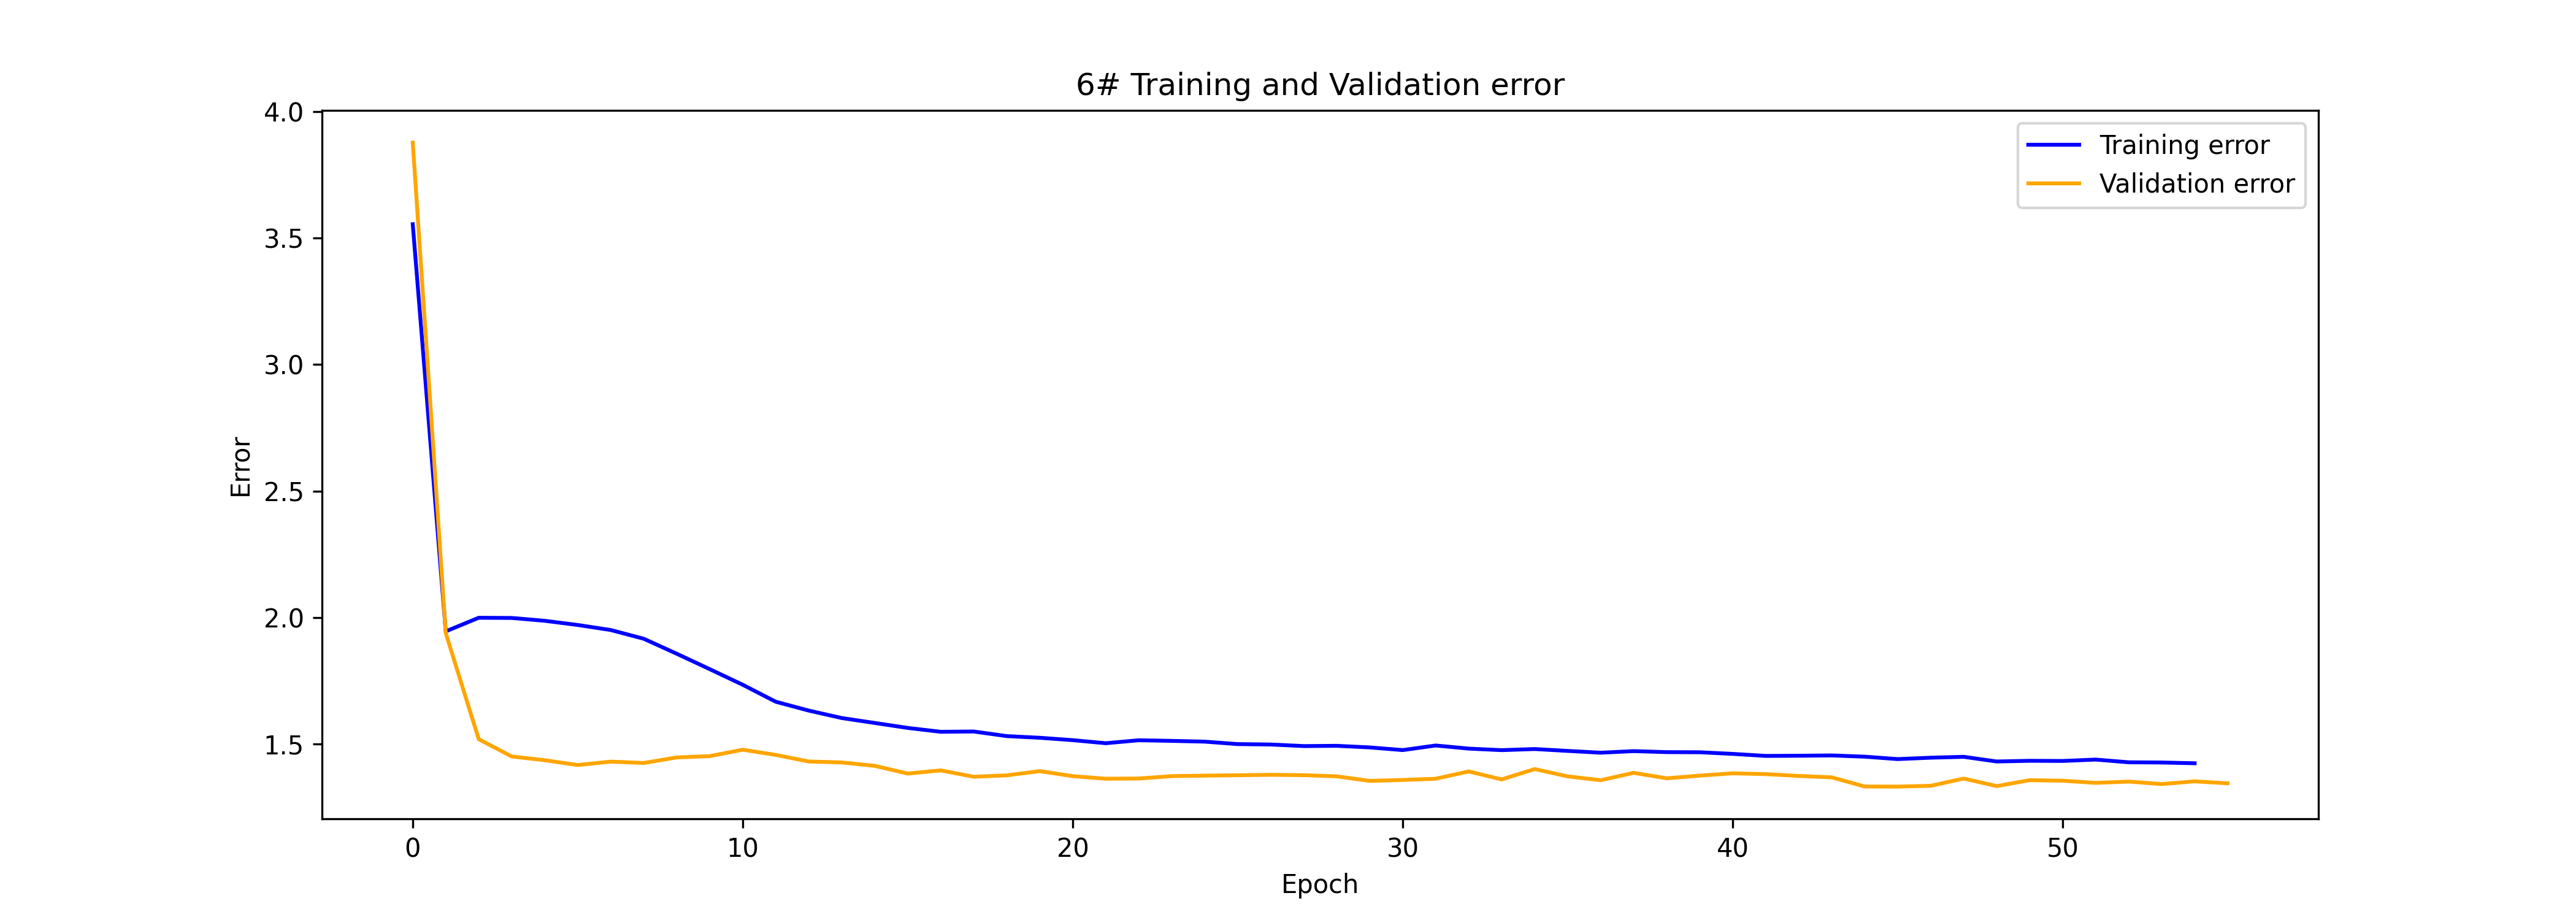 6# Training and Validation error
4.0
3.5
3.0
2.5
2.0
1.5
Error
Training error
Validation error
0 10 20 30 40 50
Epoch